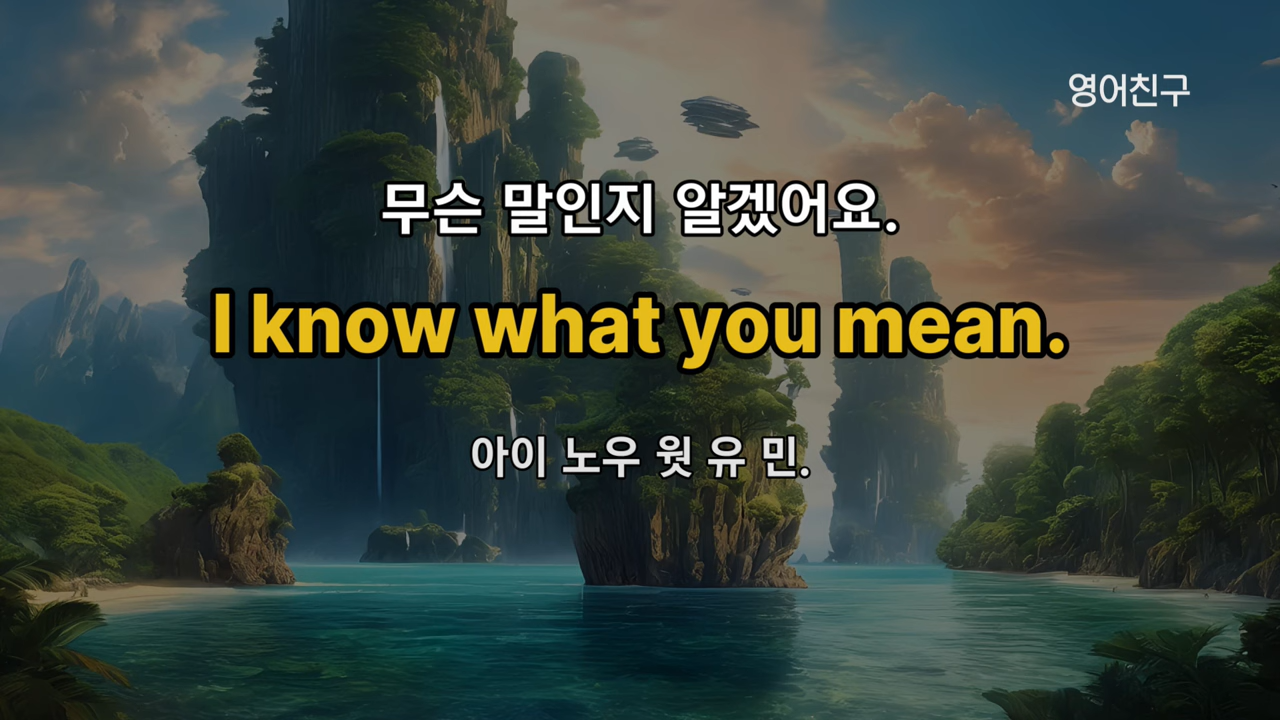 영어친구
무슨 말인지 알겠어요.
I know what you mean.
아이 노우 윗 유 민.